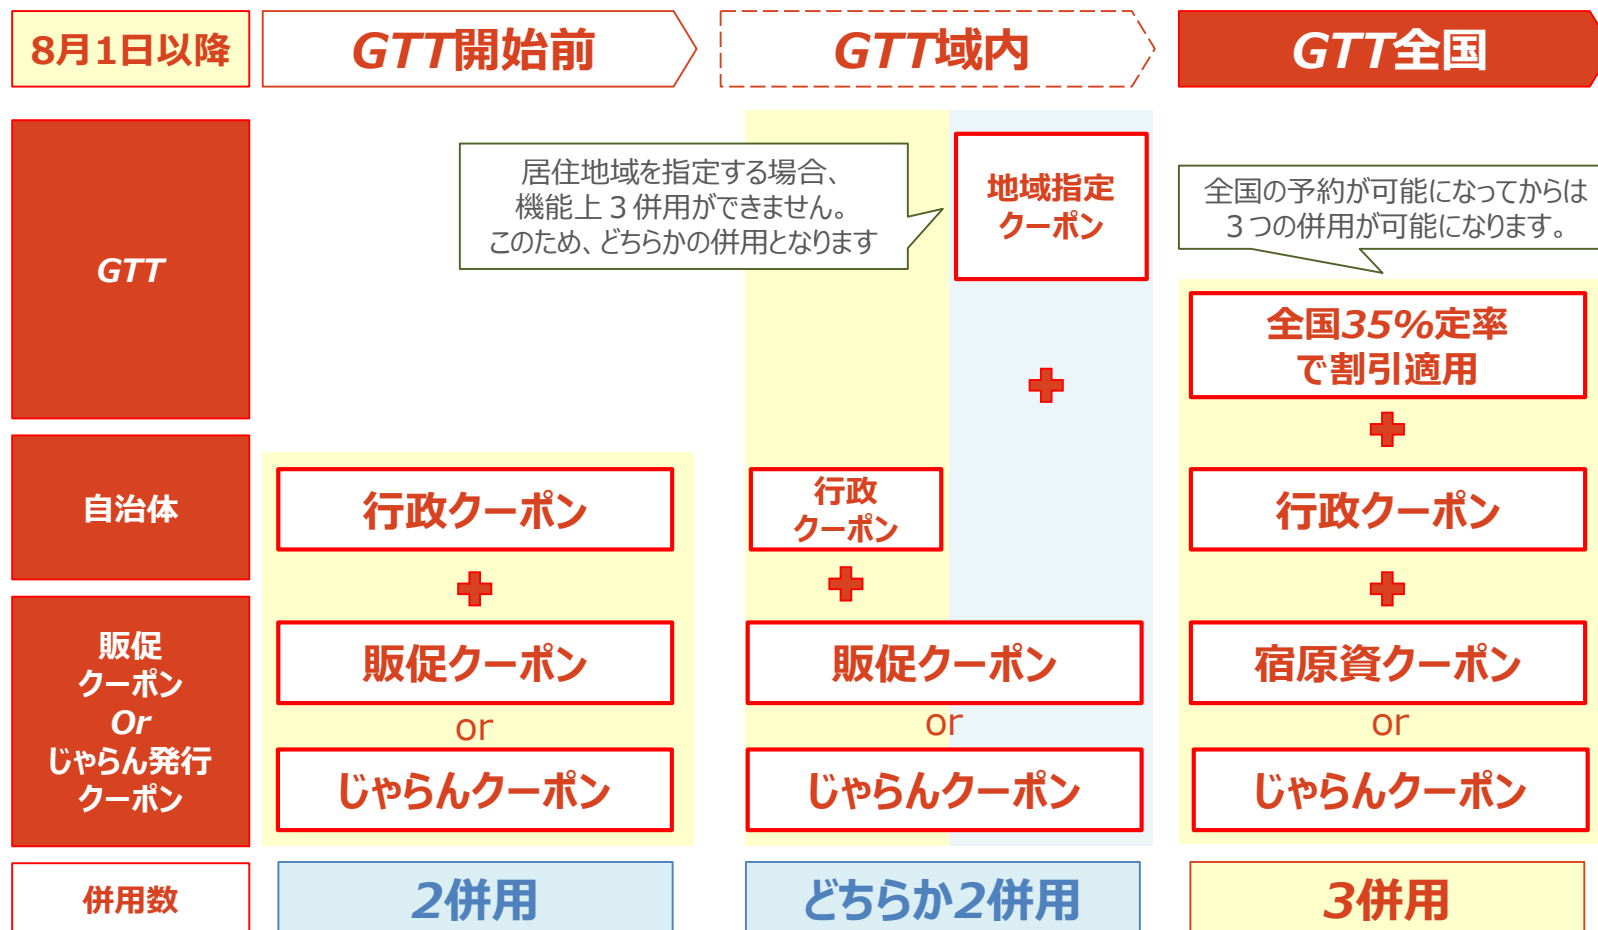 8月1日以降
GTT開始前
GTT域内
GTT全国
GTT
居住地域を指定する場合、
機能上３併用ができません。
このため、どちらかの併用となります
地域指定
クーポン
全国の予約が可能になってからは
３つの併用が可能になります。
全国35%定率
で割引適用
自治体
行政クーポン
行政
クーポン
行政クーポン
販促
クーポン
Or
じゃらん発行
クーポン
販促クーポン
or
じゃらんクーポン
販促クーポン
or
じゃらんクーポン
宿原資クーポン
or
じゃらんクーポン
併用数
2併用
どちらか2併用
3併用